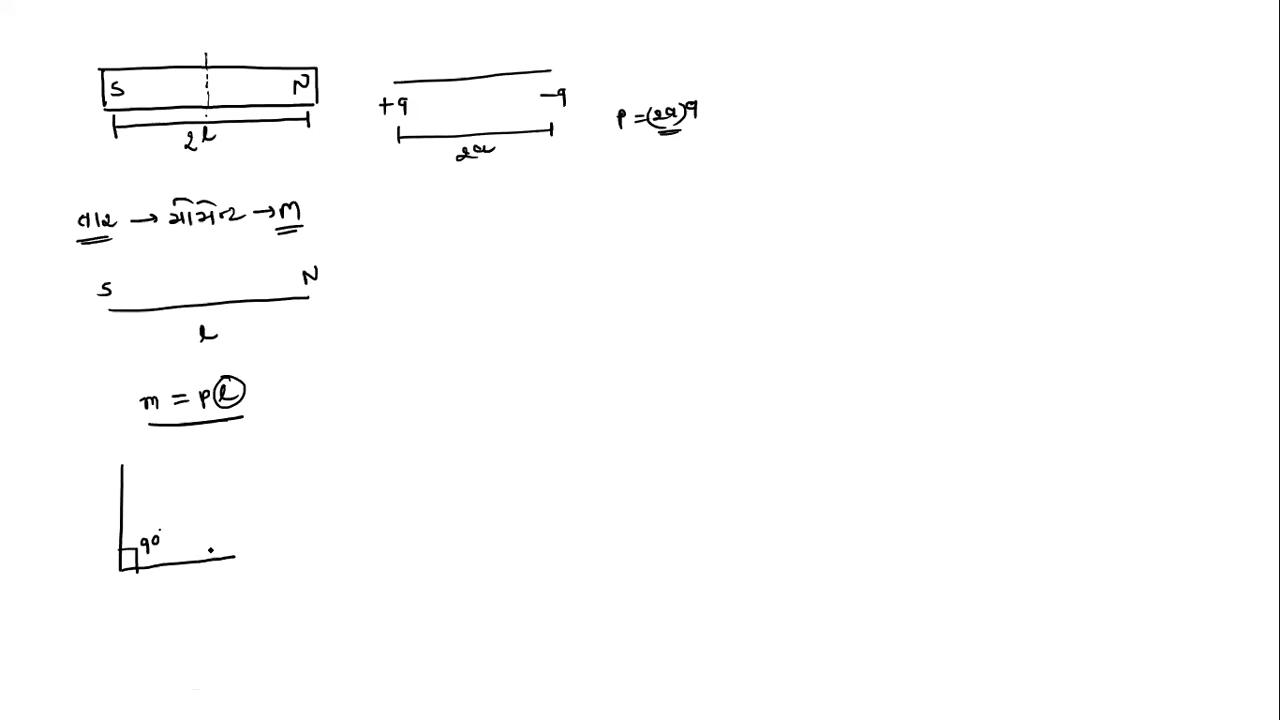 S N
2l
+q -q
2a
P = (2a)q
તાર → મોમેન્ટ → M
S N
l
m = Pl
90°